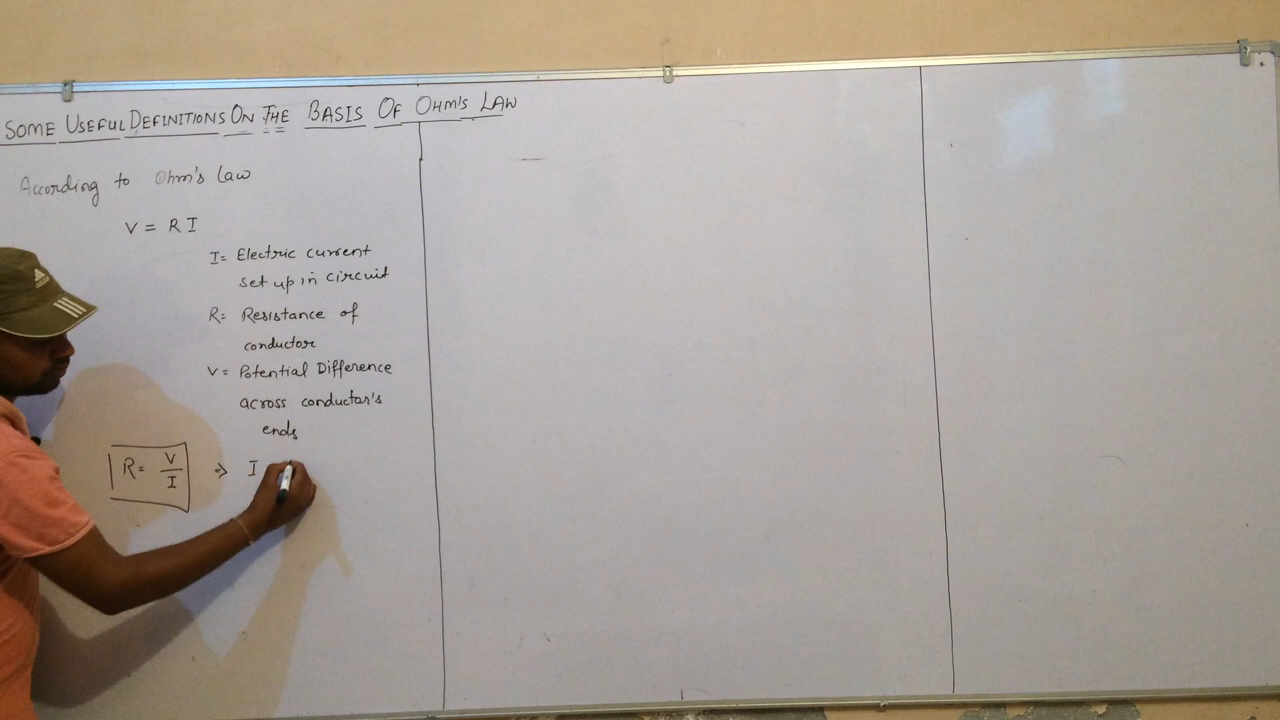 SOME USEFUL DEFINITIONS ON THE BASIS OF OHM'S LAW
According to Ohm's Law
V = R I
I = Electric current
set up in circuit
R = Resistance of
conductor
V = Potential Difference
across conductor's
ends
R = V/I ⇒ I